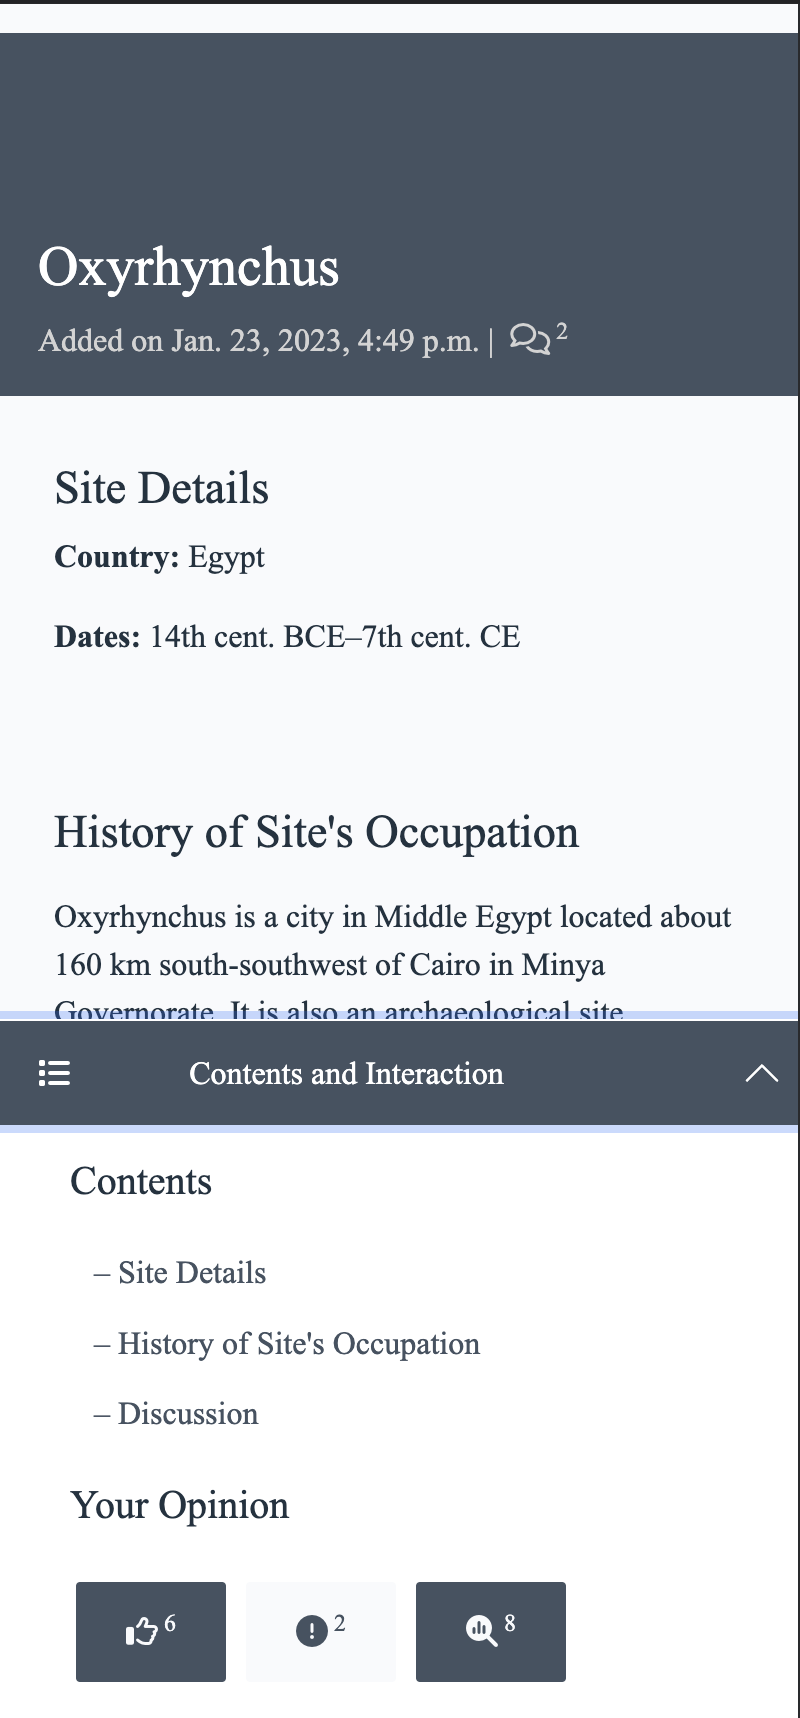 Oxyrhynchus
Added on Jan. 23, 2023, 4:49 p.m. | 2
Site Details
Country: Egypt
Dates: 14th cent. BCE–7th cent. CE
History of Site's Occupation
Oxyrhynchus is a city in Middle Egypt located about
160 km south-southwest of Cairo in Minya
Governorate. It is also an archaeological site
Contents and Interaction
Contents
– Site Details
– History of Site's Occupation
– Discussion
Your Opinion
6 2 8